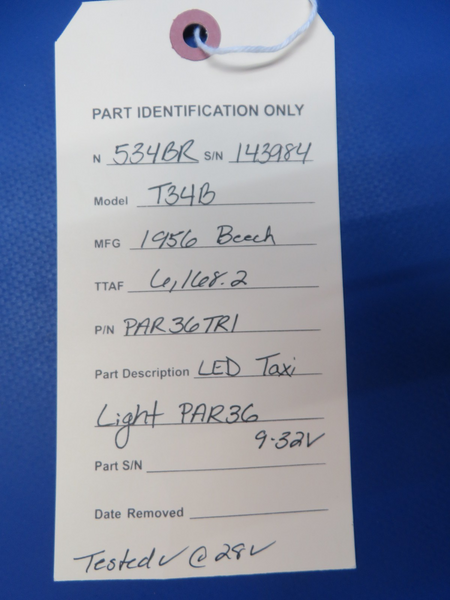 PART IDENTIFICATION ONLY
N 534BR S/N 143984
Model T34B
MFG 1956 Beech
TTAF 6,168.2
P/N PAR36TRI
Part Description LED Taxi
Light PAR36
9-32V
Part S/N
Date Removed
Tested ✓ @ 28V